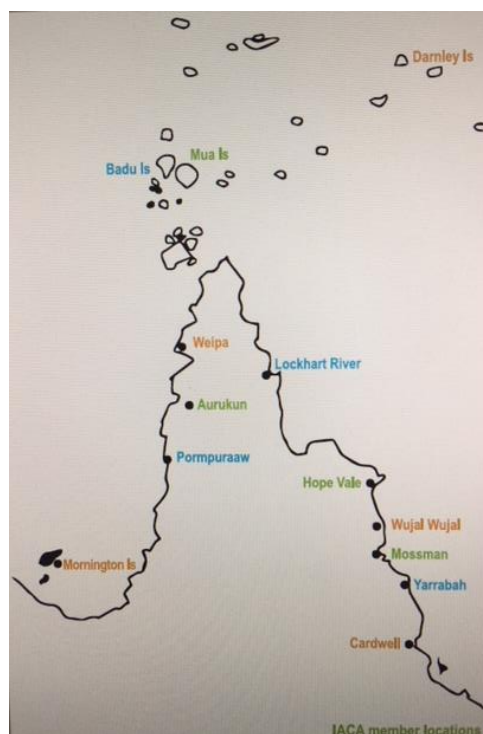 Darnley Is
Mua Is
Badu Is
Weipa
Lockhart River
Aurukun
Pormpuraaw
Hope Vale
Wujal Wujal
Mornington Is
Mossman
Yarrabah
Cardwell
IACA member locations